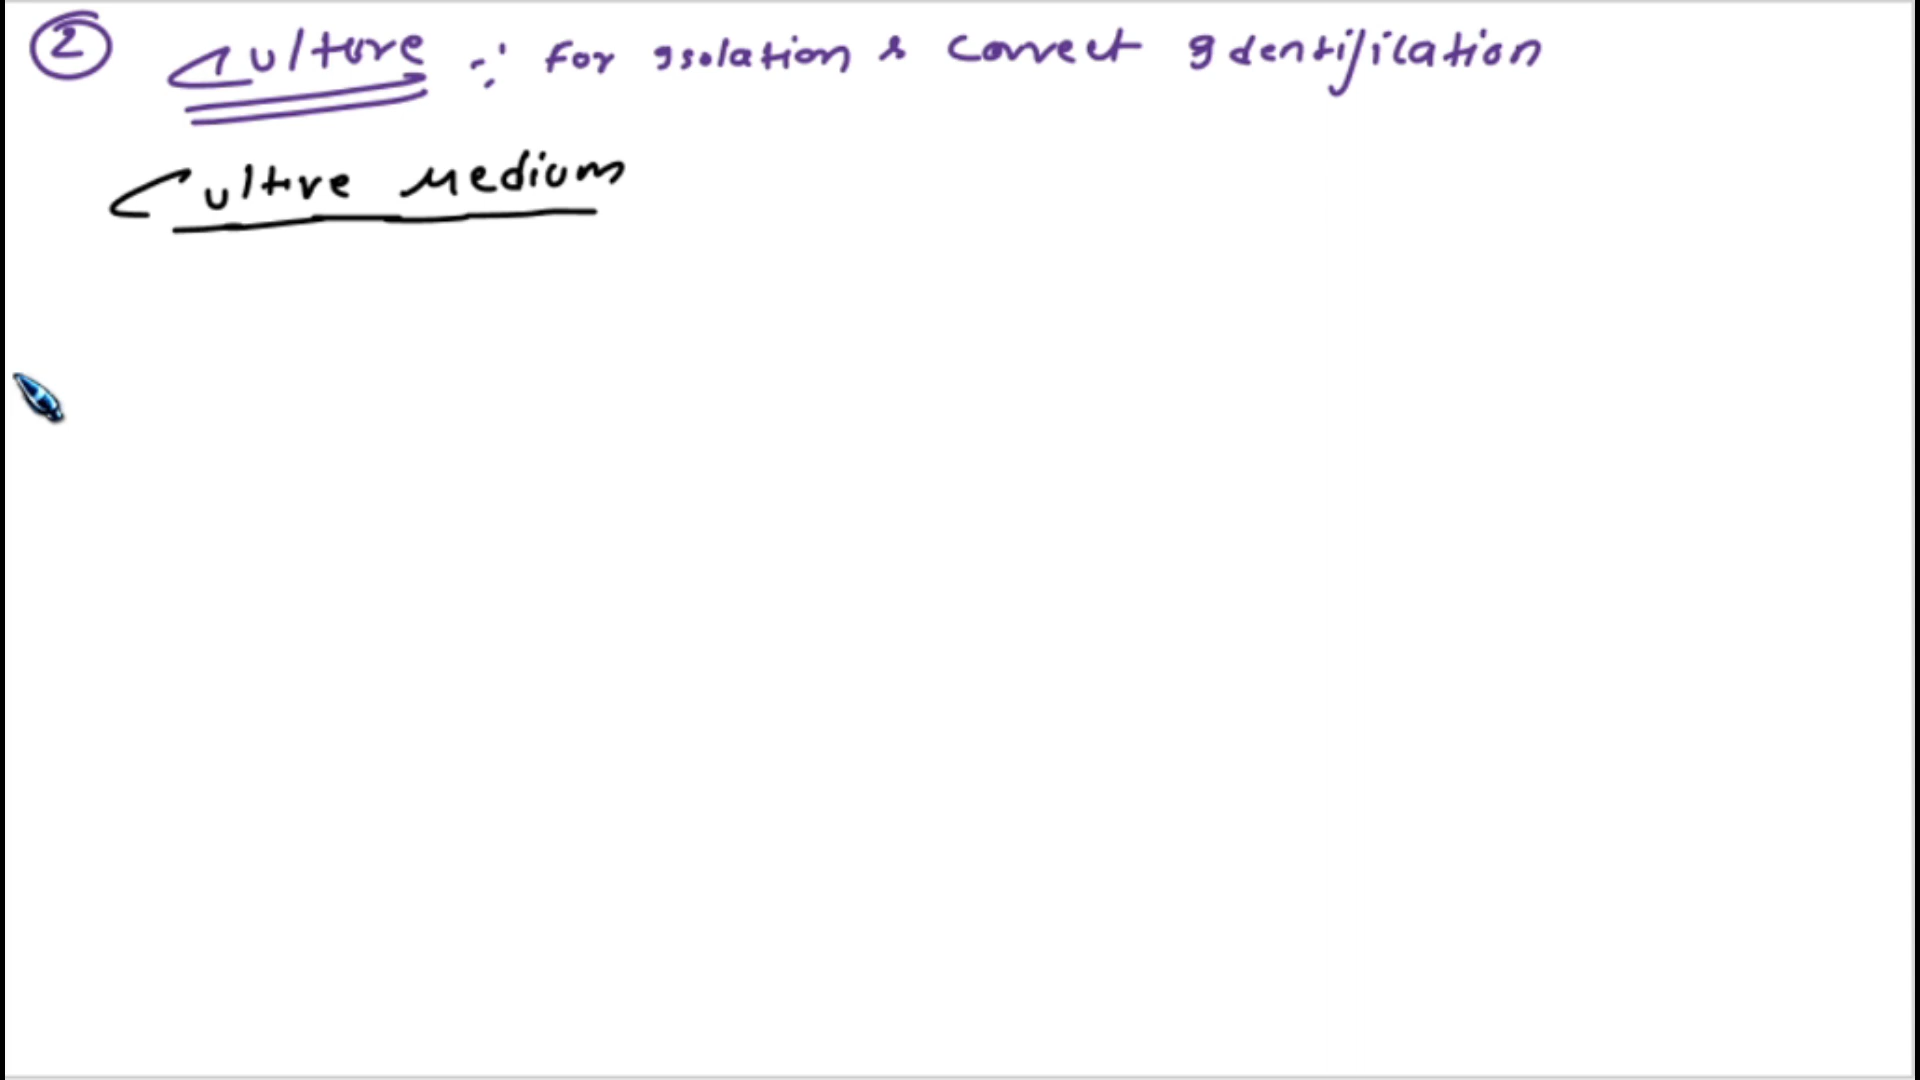 ② Culture :- For Isolation & Correct Identification
Culture Medium